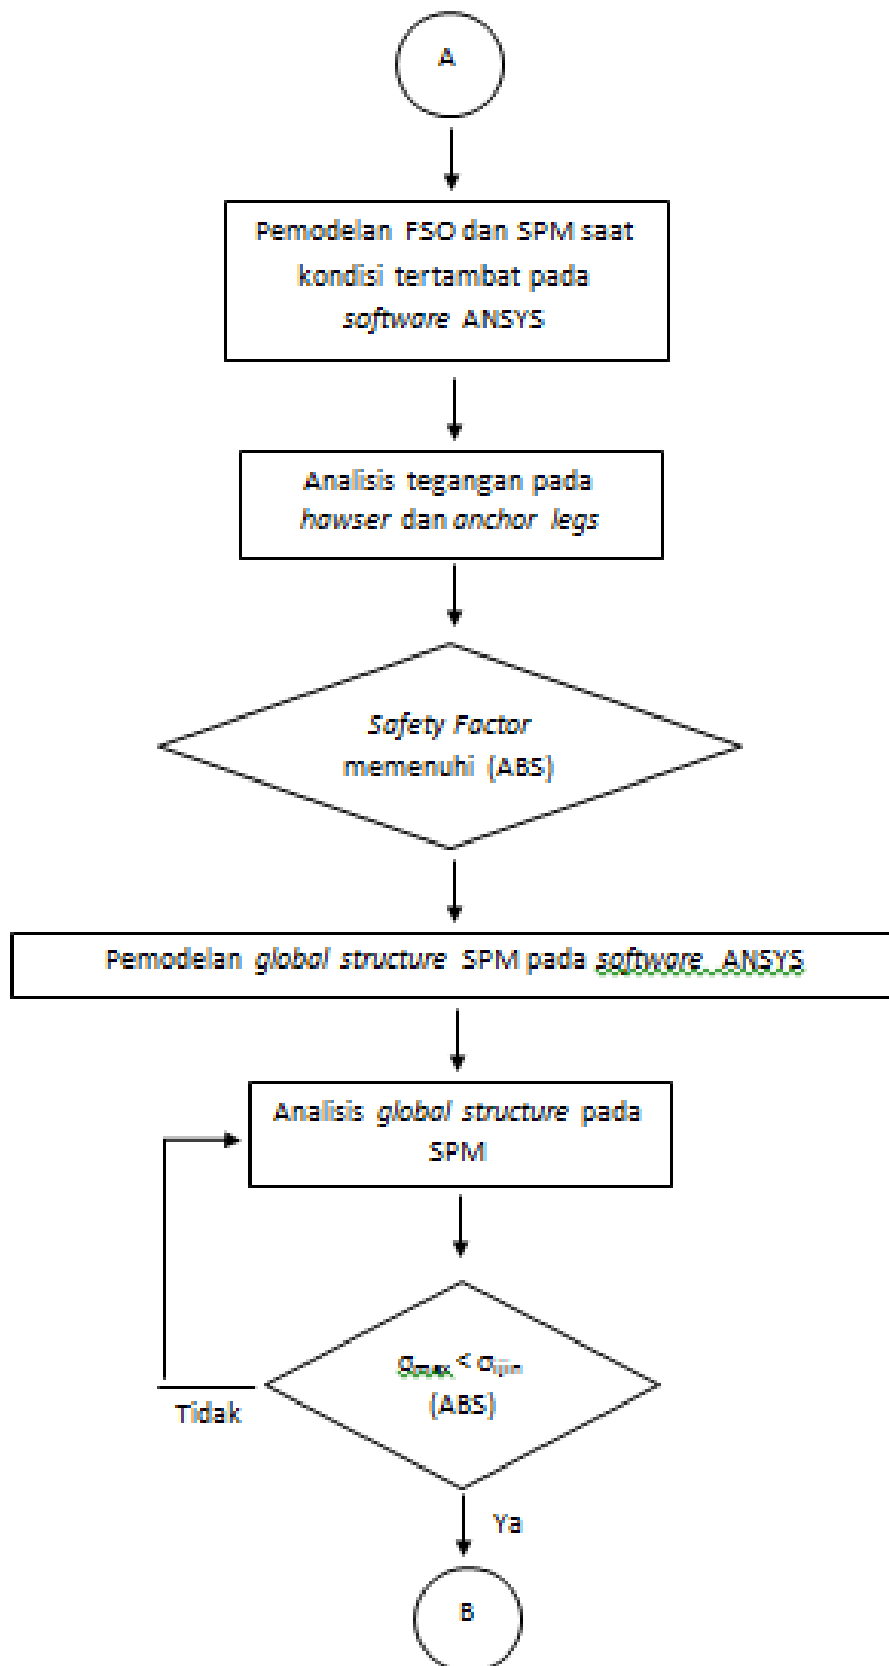 A
Pemodelan FSO dan SPM saat
kondisi tertambat pada
software ANSYS
Analisis tegangan pada
hawser dan anchor legs
Safety Factor
memenuhi (ABS)
Pemodelan global structure SPM pada software ANSYS
Analisis global structure pada
SPM
σmax < σijin
(ABS)
Tidak
Ya
B